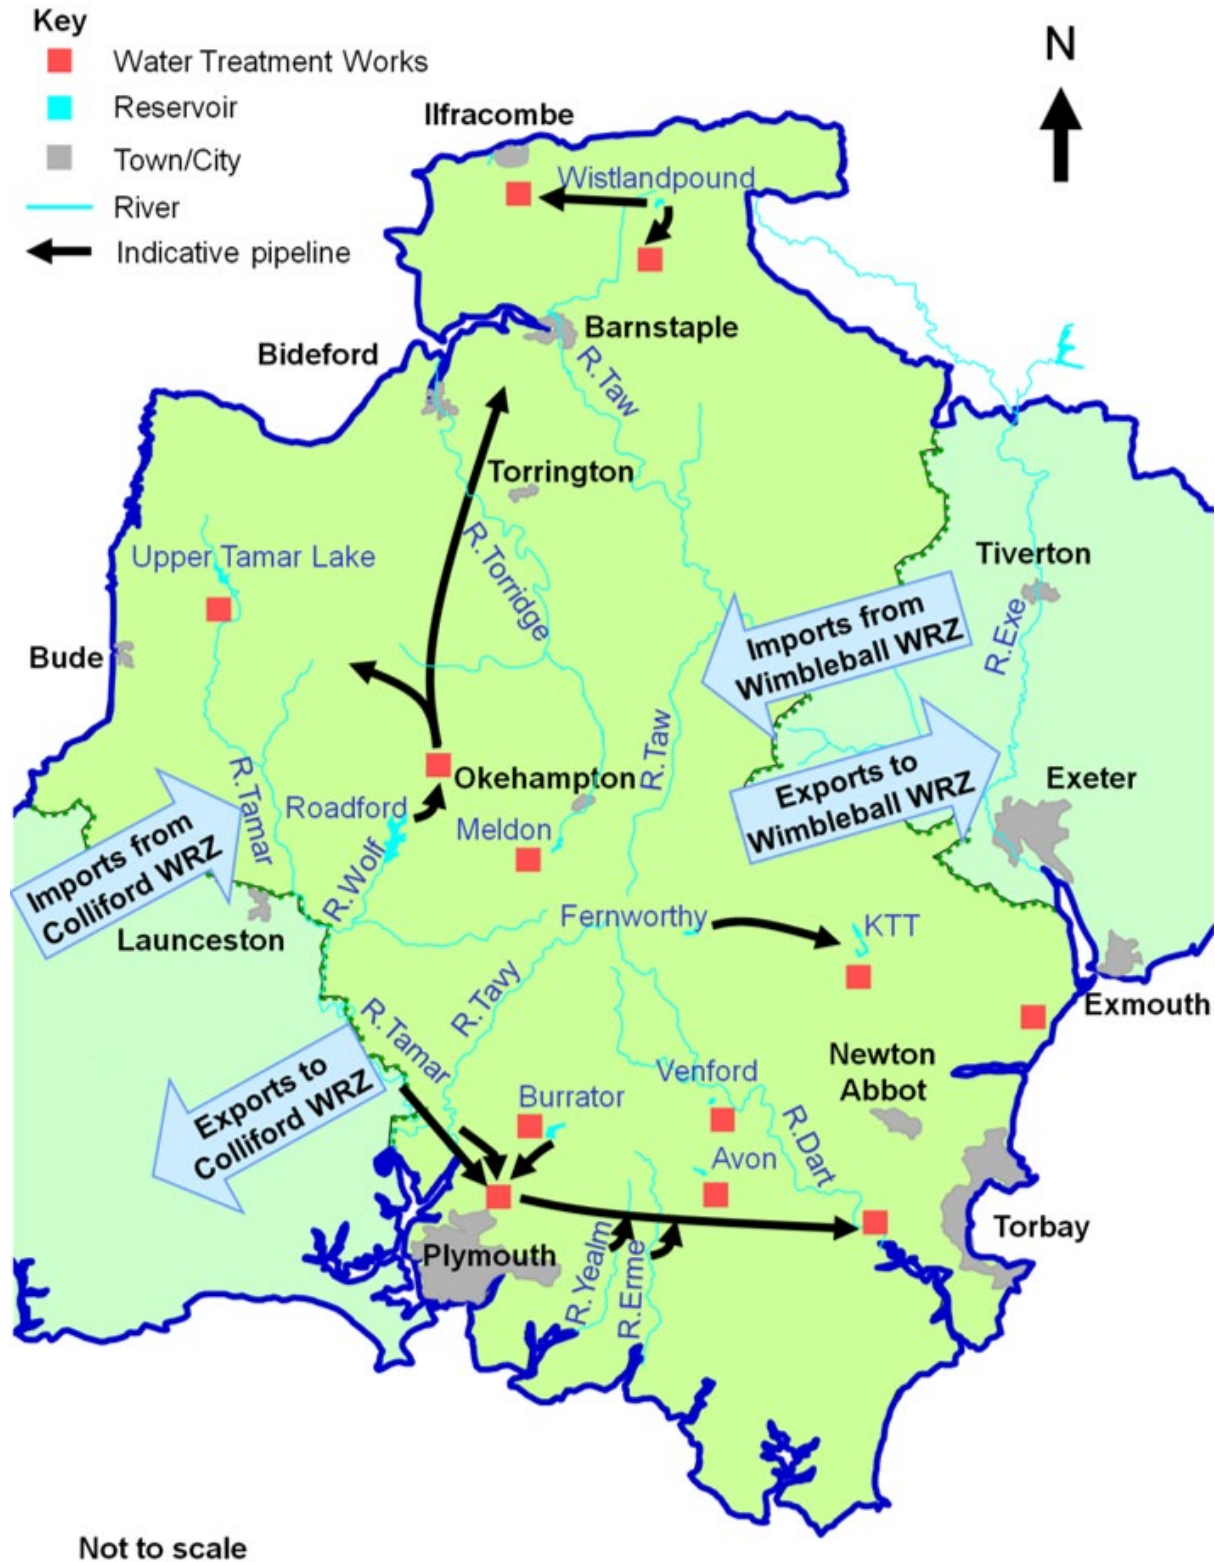 Key
Water Treatment Works
Reservoir
Town/City
River
Indicative pipeline
N
Ilfracombe
Wistlandpound
Barnstaple
Bideford
R.Taw
Torrington
R.Torridge
Upper Tamar Lake
Tiverton
Bude
R.Exe
Imports from
Wimbleball WRZ
R.Taw
Exports to
Wimbleball WRZ
Exeter
Okehampton
R.Tamar
Roadford
Meldon
Imports from
Colliford WRZ
R.Wolf
Launceston
Fernworthy
KTT
R.Tavy
R.Tamar
Exmouth
Newton
Abbot
Venford
Burrator
Exports to
Colliford WRZ
R.Dart
Avon
Torbay
Plymouth
R.Yealm
R.Erme
Not to scale